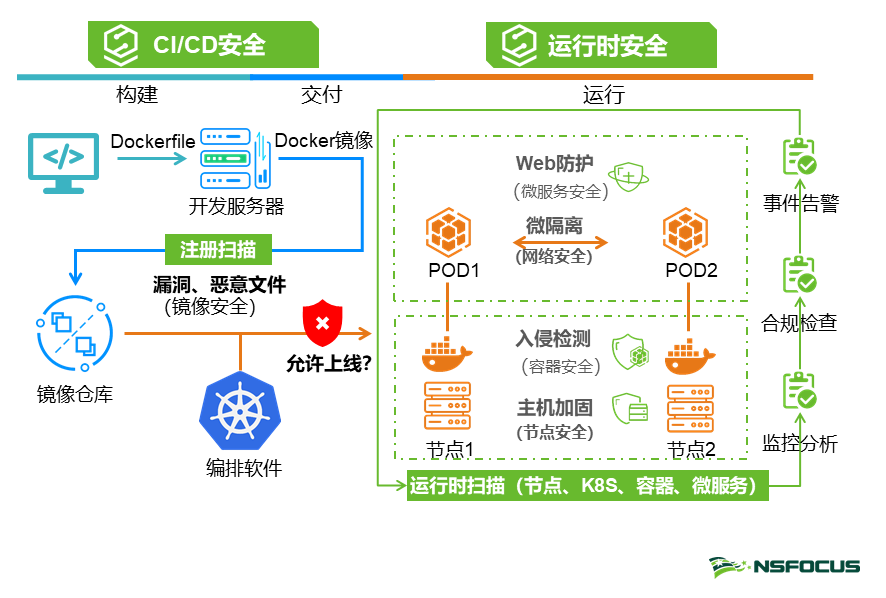 CI/CD安全
运行时安全
构建
交付
运行
Dockerfile
Docker镜像
开发服务器
注册扫描
漏洞、恶意文件
(镜像安全)
镜像仓库
允许上线?
编排软件
Web防护
(微服务安全)
微隔离
(网络安全)
POD1
POD2
入侵检测
(容器安全)
主机加固
(节点安全)
节点1
节点2
运行时扫描（节点、K8S、容器、微服务）
事件告警
合规检查
监控分析
NSFOCUS